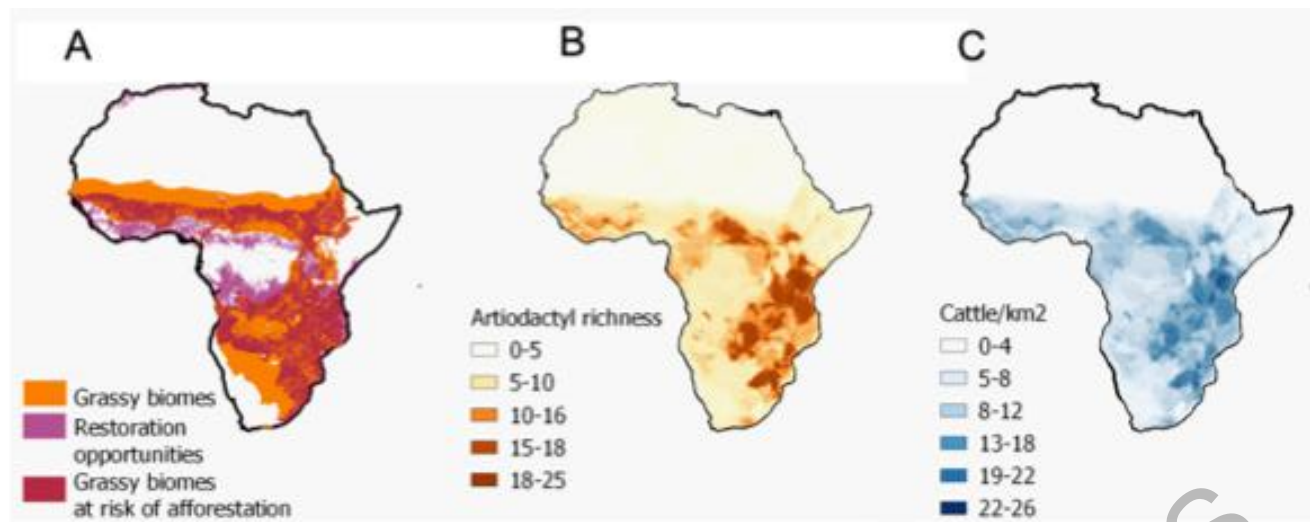 A
B
C
Grassy biomes
Restoration
opportunities
Grassy biomes
at risk of afforestation
Artiodactyl richness
0-5
5-10
10-16
15-18
18-25
Cattle/km2
0-4
5-8
8-12
13-18
19-22
22-26